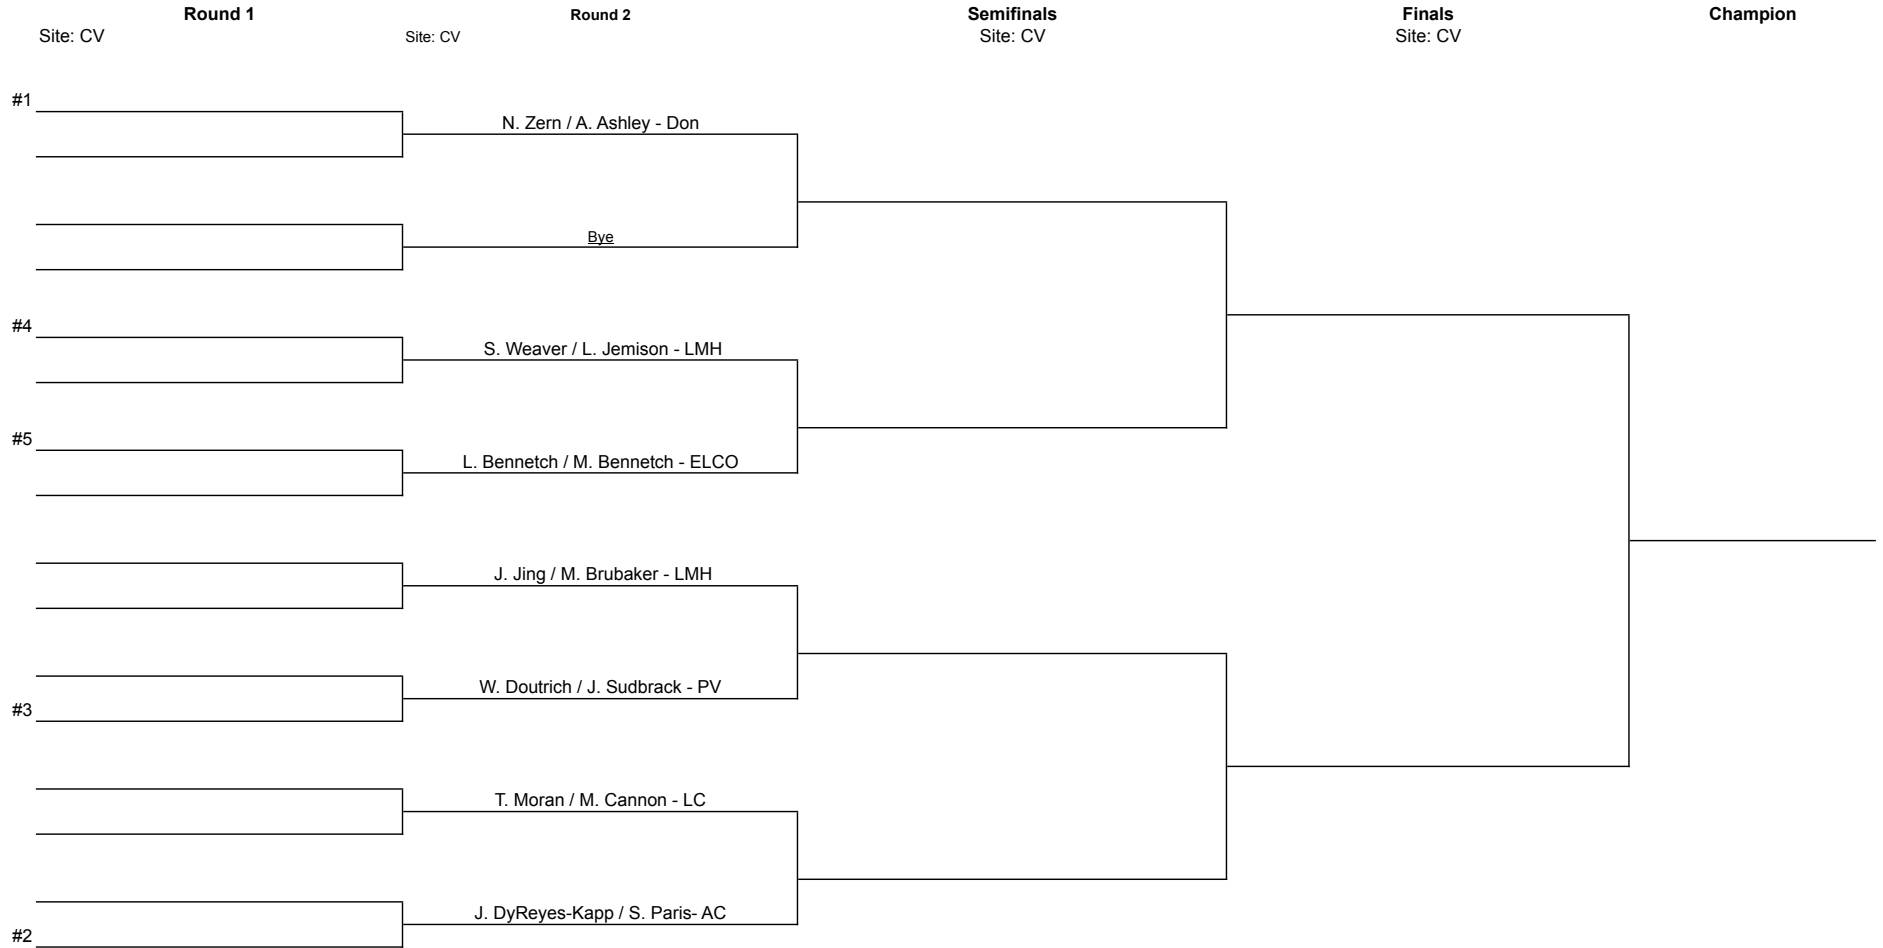 Round 1 Round 2 Semifinals Finals Champion
Site: CV Site: CV Site: CV Site: CV
#1
N. Zern / A. Ashley - Don
Bye
#4
S. Weaver / L. Jemison - LMH
#5
L. Bennetch / M. Bennetch - ELCO
J. Jing / M. Brubaker - LMH
W. Doutrich / J. Sudbrack - PV
#3
T. Moran / M. Cannon - LC
J. DyReyes-Kapp / S. Paris- AC
#2